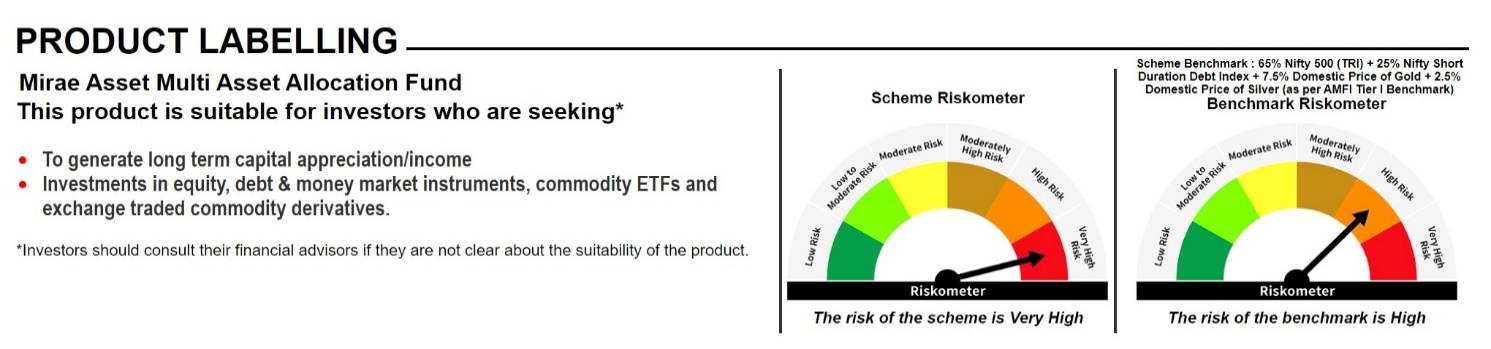 PRODUCT LABELLING
Mirae Asset Multi Asset Allocation Fund
This product is suitable for investors who are seeking*
• To generate long term capital appreciation/income
• Investments in equity, debt & money market instruments, commodity ETFs and
exchange traded commodity derivatives.
*Investors should consult their financial advisors if they are not clear about the suitability of the product.
Scheme Riskometer
Low Risk
Low to
Moderate Risk
Moderate Risk
Moderately
High Risk
High Risk
Very High
Risk
Riskometer
The risk of the scheme is Very High
Scheme Benchmark : 65% Nifty 500 (TRI) + 25% Nifty Short
Duration Debt Index + 7.5% Domestic Price of Gold + 2.5%
Domestic Price of Silver (as per AMFI Tier I Benchmark)
Benchmark Riskometer
Low Risk
Low to
Moderate Risk
Moderate Risk
Moderately
High Risk
High Risk
Very High
Risk
Riskometer
The risk of the benchmark is High